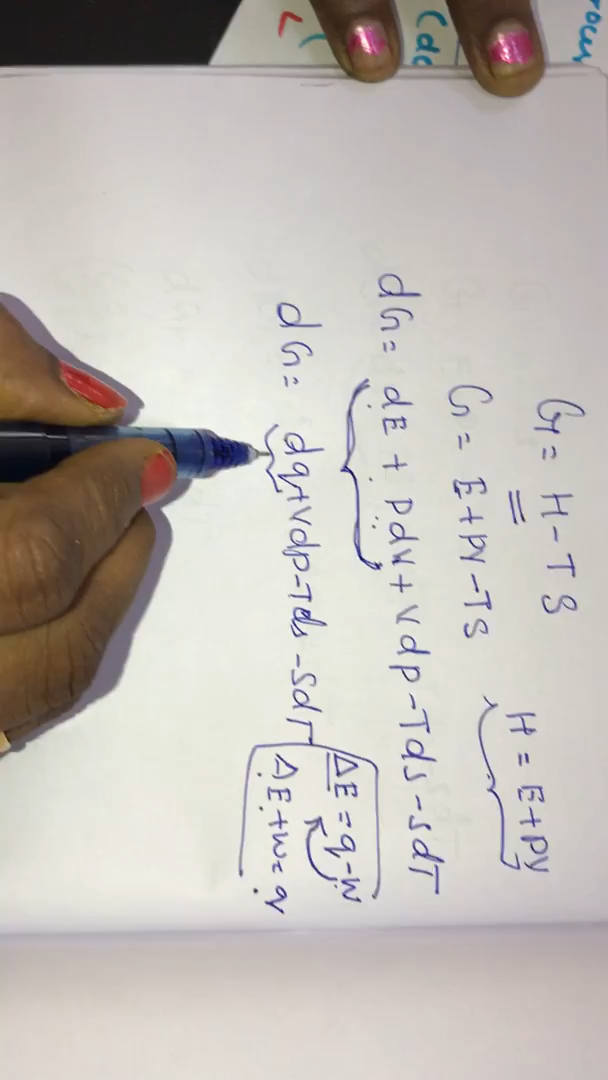 G = H - TS
H = E + PV
G = E + PV - TS
dG = dE + pdv + vdp - Tds - sdT
dG = dq + vdp - Tds - sdT
ΔE = q - w
ΔE + w = q